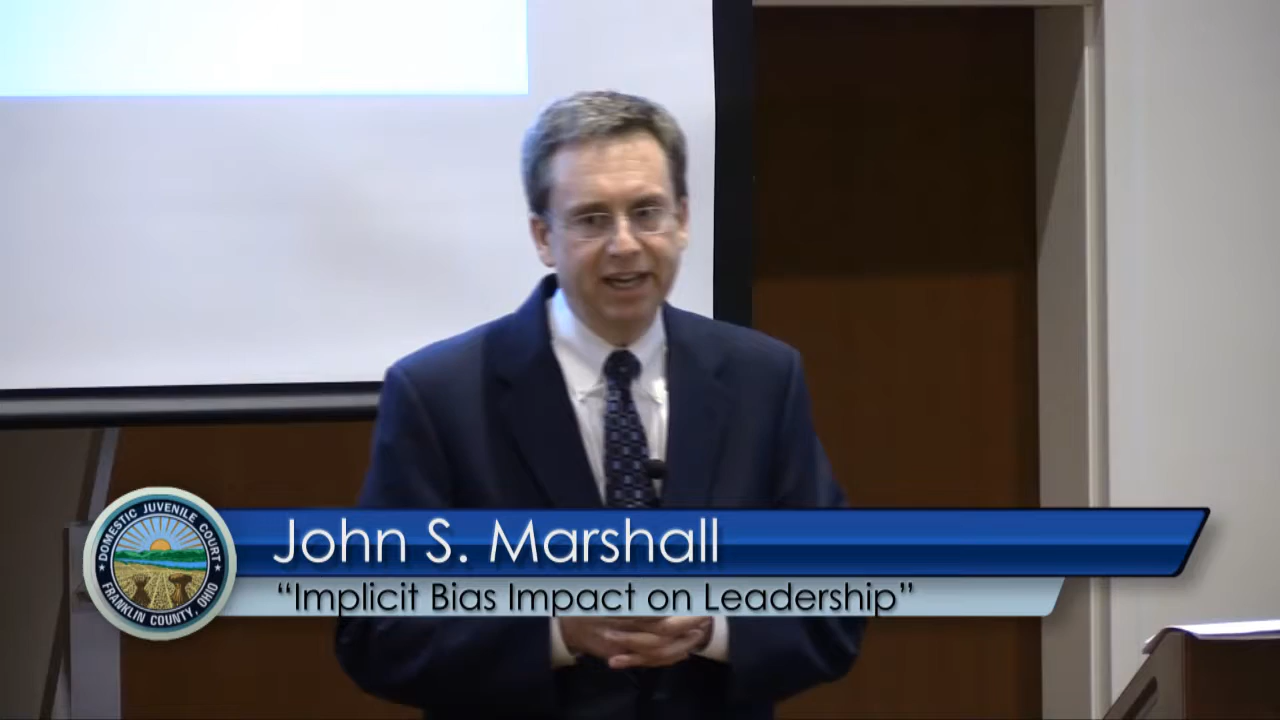 John S. Marshall
“Implicit Bias Impact on Leadership”
DOMESTIC JUVENILE COURT
FRANKLIN COUNTY, OHIO